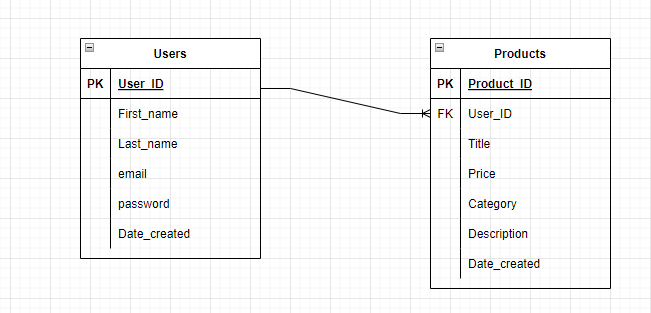 Users
PK User_ID
First_name
Last_name
email
password
Date_created
Products
PK Product_ID
FK User_ID
Title
Price
Category
Description
Date_created